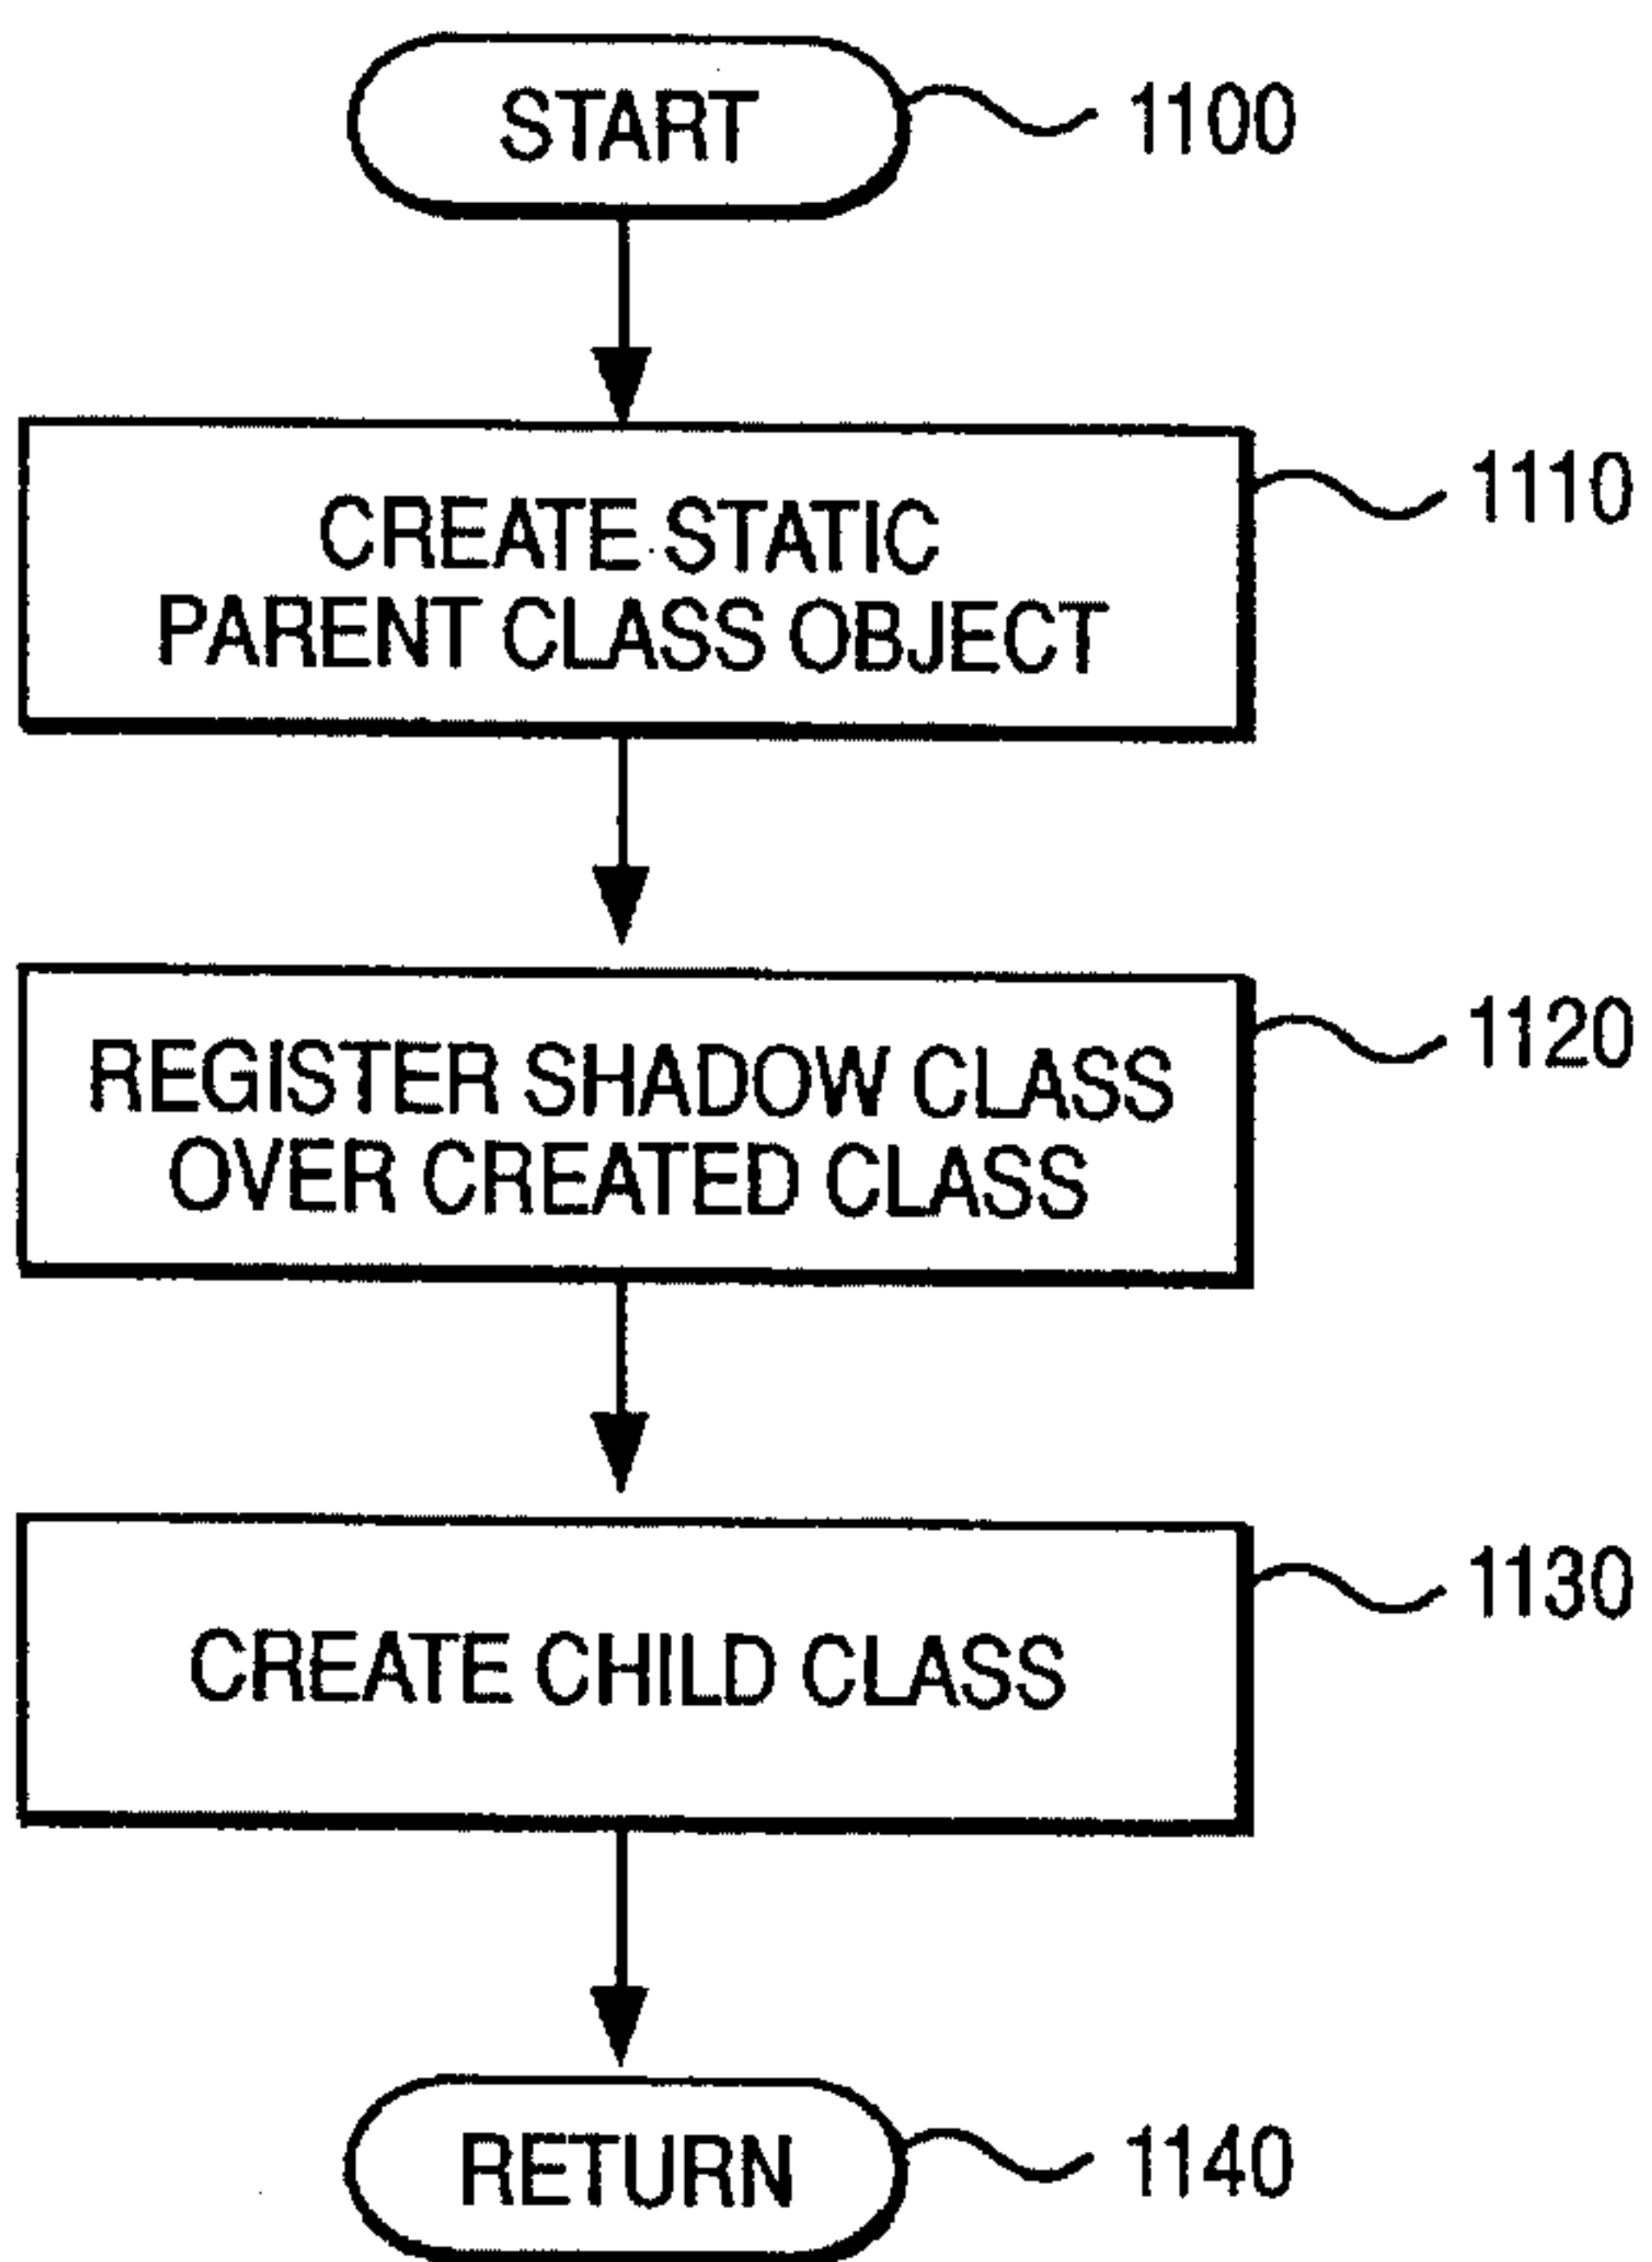 START
1100
CREATE STATIC
PARENT CLASS OBJECT
1110
REGISTER SHADOW CLASS
OVER CREATED CLASS
1120
CREATE CHILD CLASS
1130
RETURN
1140